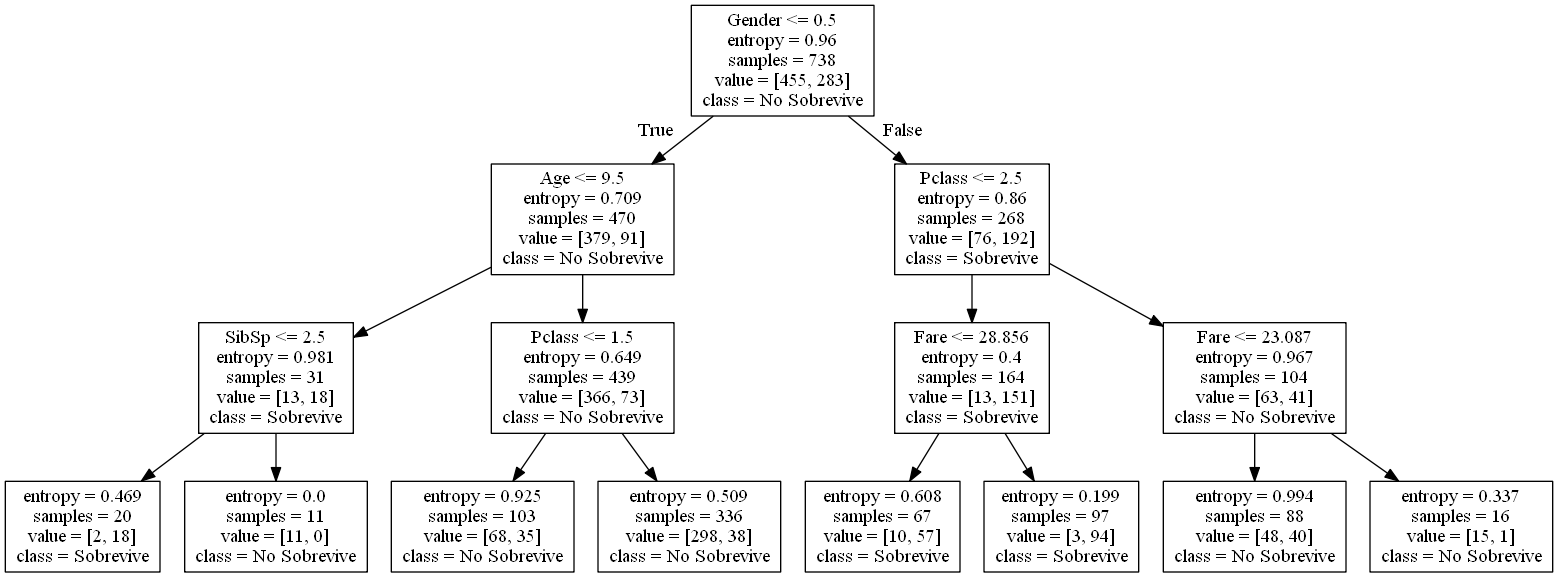 Gender <= 0.5
entropy = 0.96
samples = 738
value = [455, 283]
class = No Sobrevive
True
False
Age <= 9.5
entropy = 0.709
samples = 470
value = [379, 91]
class = No Sobrevive
Pclass <= 2.5
entropy = 0.86
samples = 268
value = [76, 192]
class = Sobrevive
SibSp <= 2.5
entropy = 0.981
samples = 31
value = [13, 18]
class = Sobrevive
Pclass <= 1.5
entropy = 0.649
samples = 439
value = [366, 73]
class = No Sobrevive
Fare <= 28.856
entropy = 0.4
samples = 164
value = [13, 151]
class = Sobrevive
Fare <= 23.087
entropy = 0.967
samples = 104
value = [63, 41]
class = No Sobrevive
entropy = 0.469
samples = 20
value = [2, 18]
class = Sobrevive
entropy = 0.0
samples = 11
value = [11, 0]
class = No Sobrevive
entropy = 0.925
samples = 103
value = [68, 35]
class = No Sobrevive
entropy = 0.509
samples = 336
value = [298, 38]
class = No Sobrevive
entropy = 0.608
samples = 67
value = [10, 57]
class = Sobrevive
entropy = 0.199
samples = 97
value = [3, 94]
class = Sobrevive
entropy = 0.994
samples = 88
value = [48, 40]
class = No Sobrevive
entropy = 0.337
samples = 16
value = [15, 1]
class = No Sobrevive